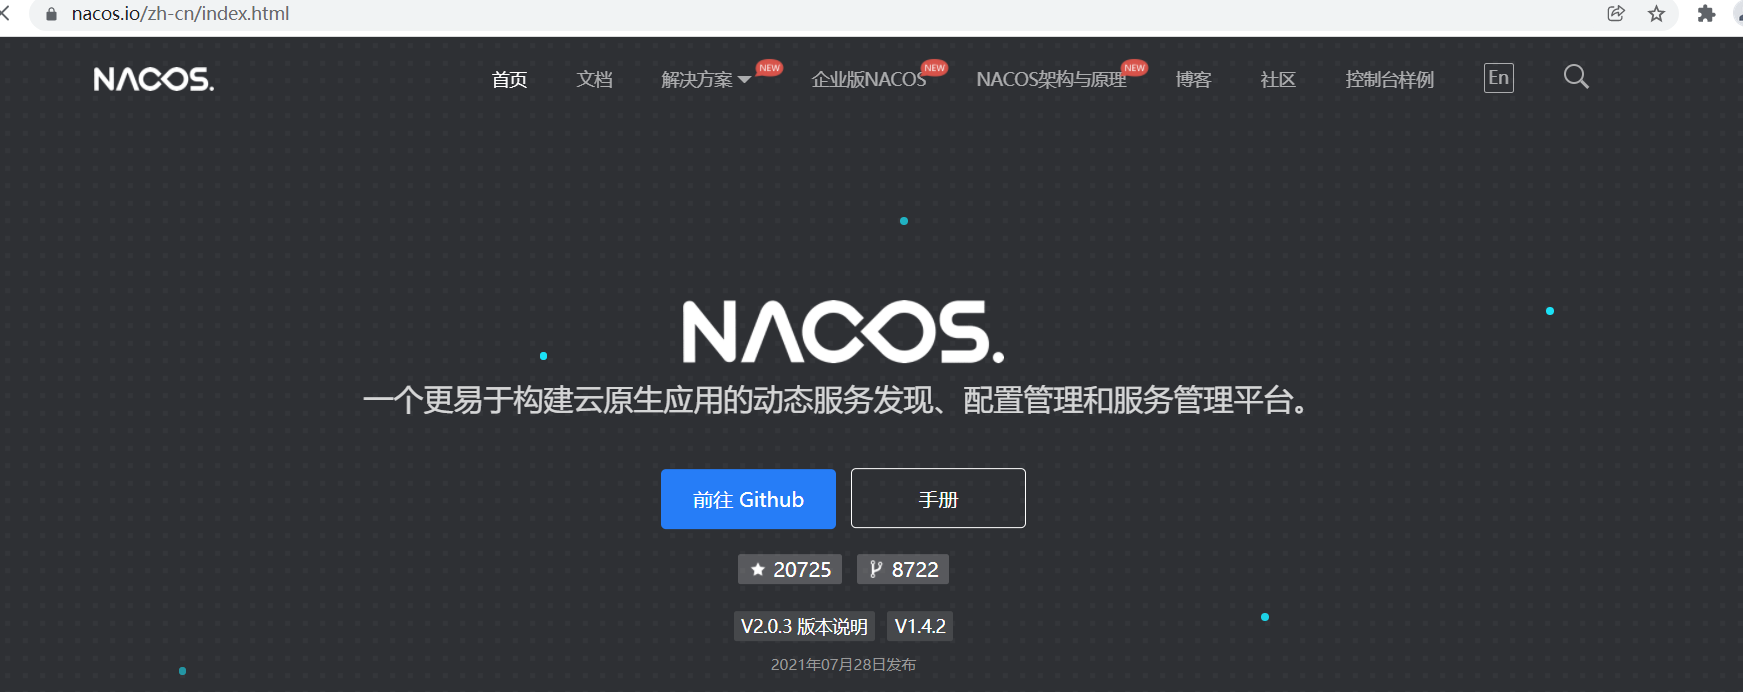 nacos.io/zh-cn/index.html
NACOS. 首页 文档 解决方案 NEW 企业版NACOS NEW NACOS架构与原理 NEW 博客 社区 控制台样例 En
NACOS.
一个更易于构建云原生应用的动态服务发现、配置管理和服务管理平台。
前往 Github 手册
20725 8722
V2.0.3 版本说明 V1.4.2
2021年07月28日发布